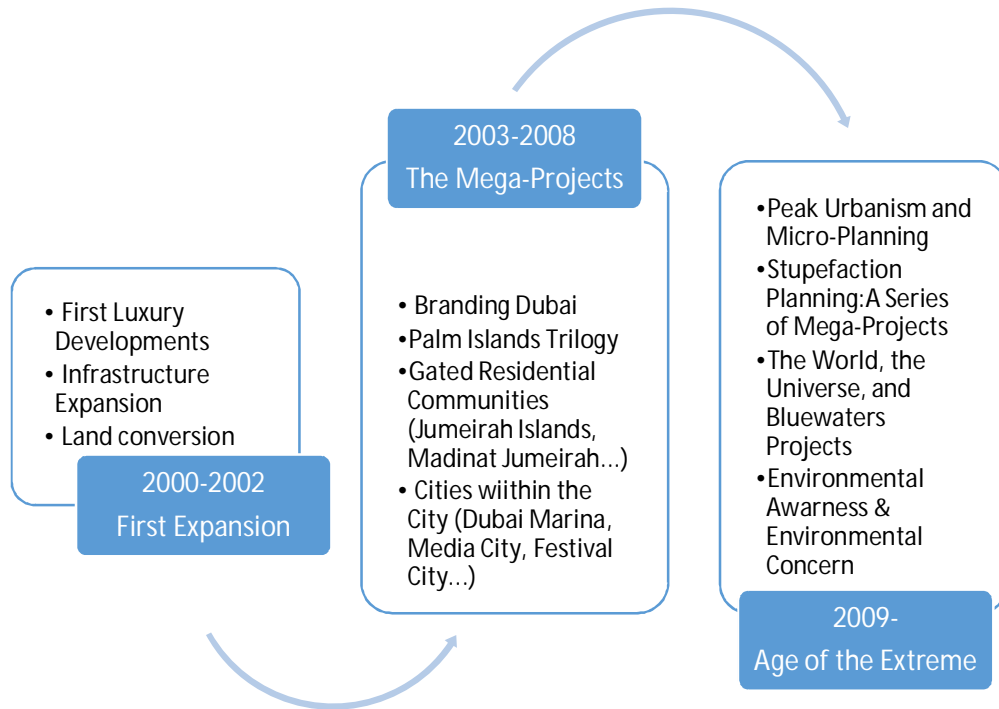 • First Luxury
Developments
• Infrastructure
Expansion
• Land conversion
2000-2002
First Expansion
2003-2008
The Mega-Projects
• Branding Dubai
•Palm Islands Trilogy
•Gated Residential
Communities
(Jumeirah Islands,
Madinat Jumeirah...)
• Cities wiithin the
City (Dubai Marina,
Media City, Festival
City...)
•Peak Urbanism and
Micro-Planning
•Stupefaction
Planning:A Series
of Mega-Projects
•The World, the
Universe, and
Bluewaters
Projects
•Environmental
Awarness &
Environmental
Concern
2009-
Age of the Extreme